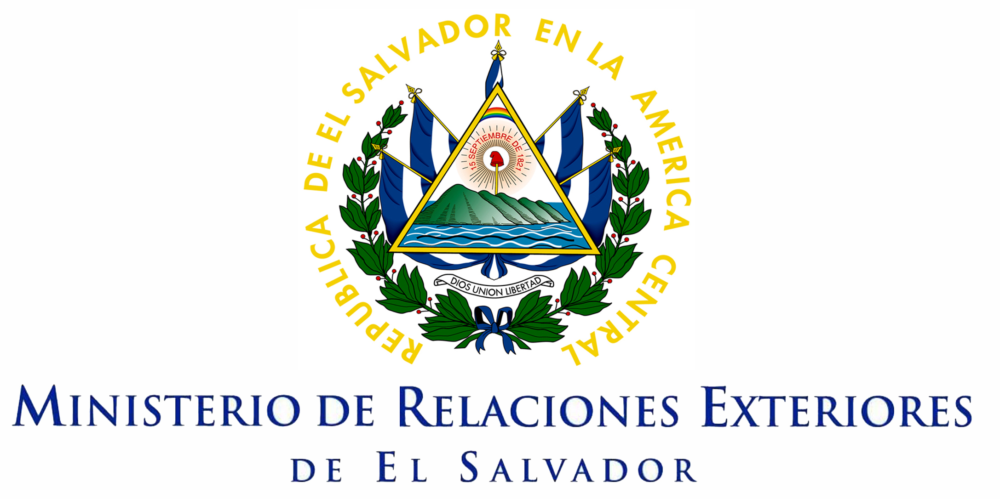 REPUBLICA DE EL SALVADOR EN LA AMERICA CENTRAL
15 SEPTIEMBRE DE 1821
DIOS UNION LIBERTAD
MINISTERIO DE RELACIONES EXTERIORES
DE EL SALVADOR